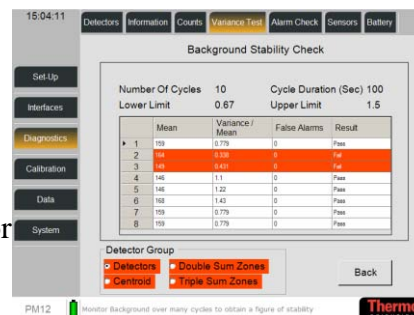 15:04:11
Detectors Information Counts Variance Test Alarm Check Sensors Battery
Background Stability Check
Set-Up
Number Of Cycles 10 Cycle Duration (Sec) 100
Lower Limit 0.67 Upper Limit 1.5
Interfaces
Diagnostics
Calibration
Data
System
Mean Variance / Mean False Alarms Result
1 159 0.779 0 Pass
2 164 0.338 0 Fail
3 149 0.431 0 Fail
4 146 1.1 0 Pass
5 146 1.22 0 Pass
6 168 1.43 0 Pass
7 159 0.779 0 Pass
8 159 0.779 0 Pass
Detector Group
Detectors Double Sum Zones
Centroid Triple Sum Zones
Back
PM12 Monitor Background over many cycles to obtain a figure of stability Thermo